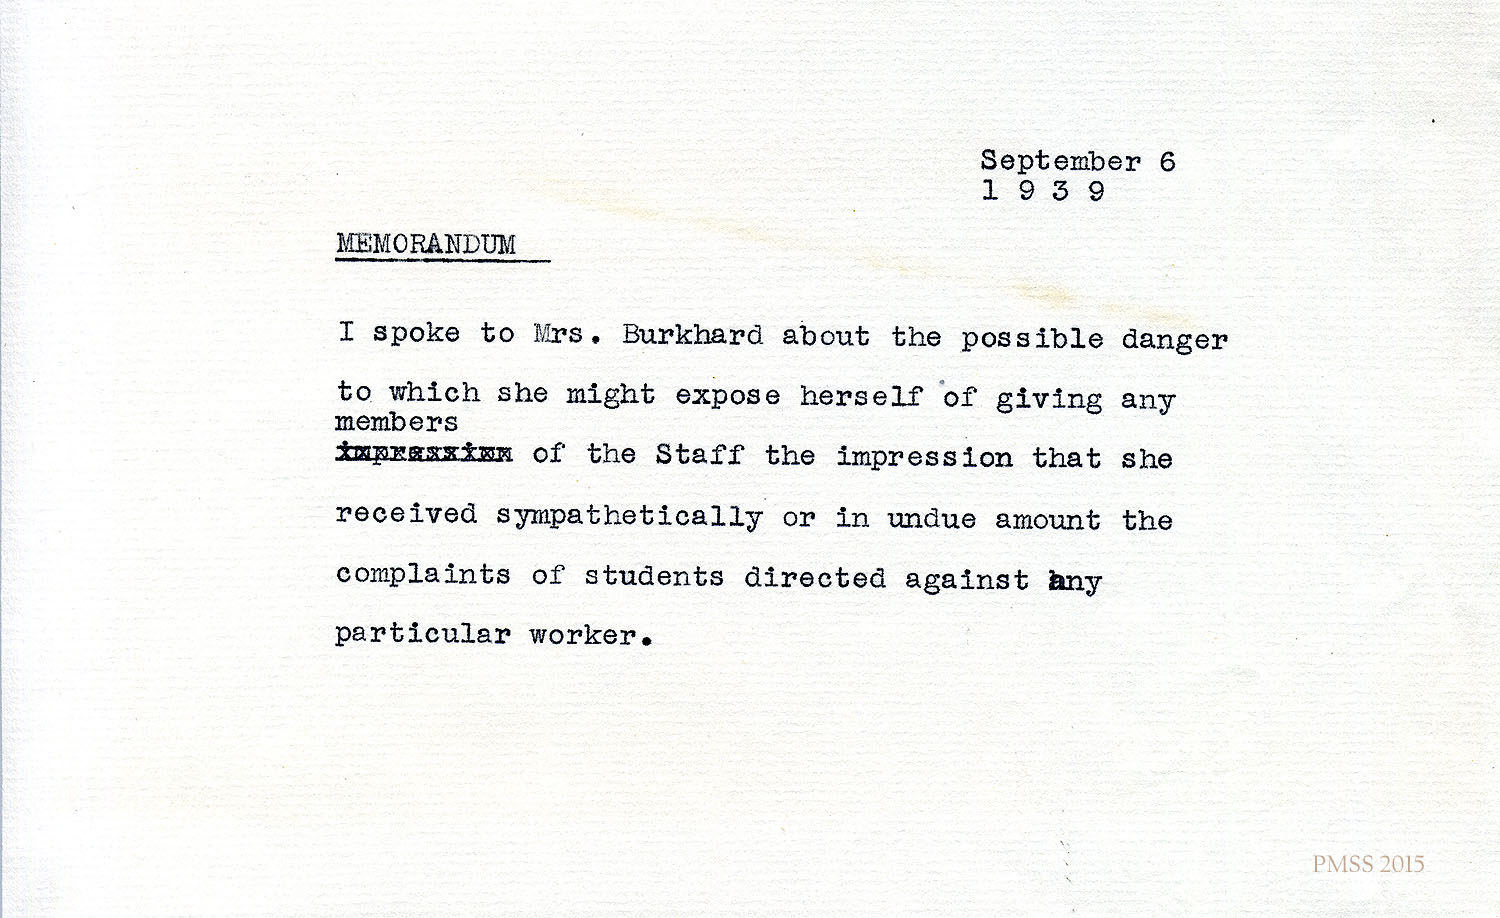 September 6
1 9 3 9
MEMORANDUM
I spoke to Mrs. Burkhard about the possible danger
to which she might expose herself of giving any
members
impression of the Staff the impression that she
received sympathetically or in undue amount the
complaints of students directed against any
particular worker.
PMSS 2015